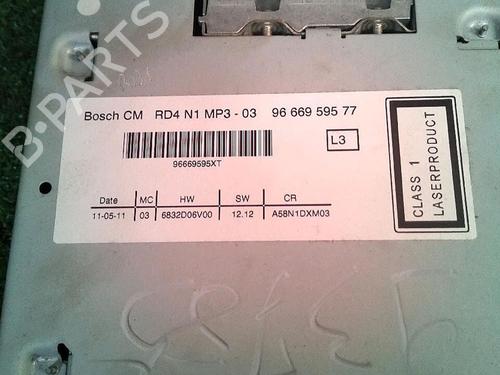 Bosch CM RD4 N1 MP3 - 03 96 669 595 77
96669595XT
L3
CLASS 1
LASERPRODUCT
Date MC HW SW CR
11-05-11 03 6832D06V00 12.12 A58N1DXM03
B-PARTS